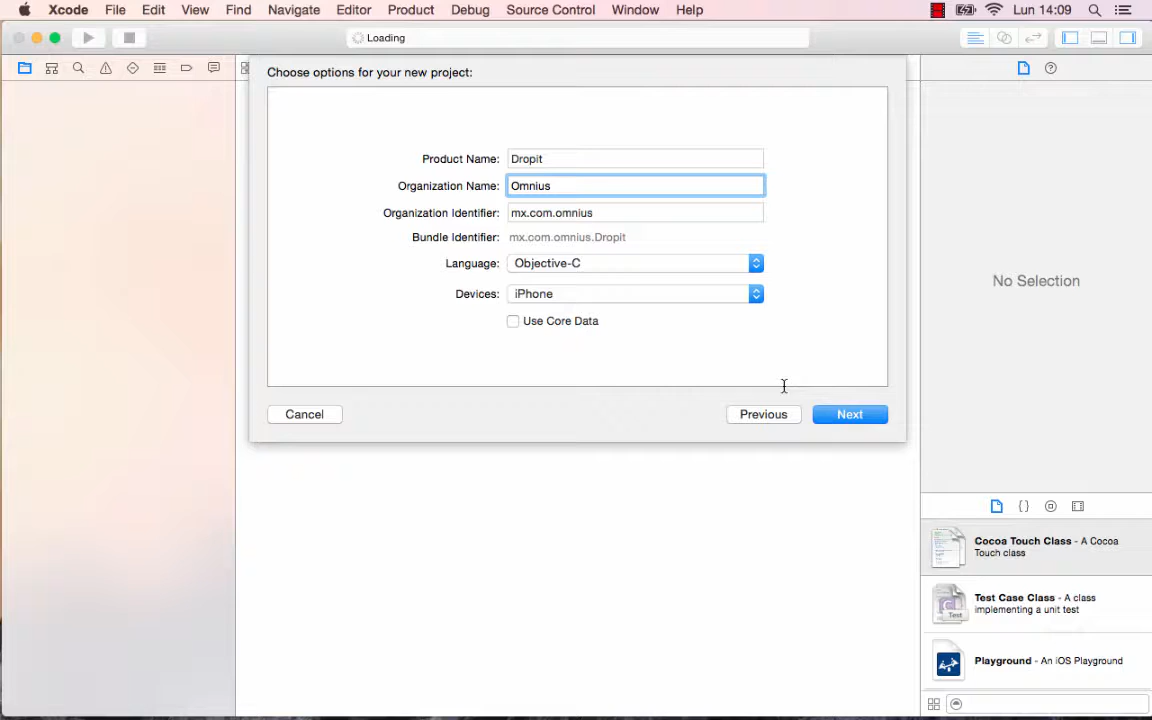 Xcode File Edit View Find Navigate Editor Product Debug Source Control Window Help Lun 14:09
Loading
Choose options for your new project:
Product Name: Dropit
Organization Name: Omnius
Organization Identifier: mx.com.omnius
Bundle Identifier: mx.com.omnius.Dropit
Language: Objective-C
Devices: iPhone
Use Core Data
Cancel Previous Next
No Selection
{ }
Cocoa Touch Class - A Cocoa
Touch class
Test Case Class - A class
implementing a unit test
Test
Playground - An iOS Playground